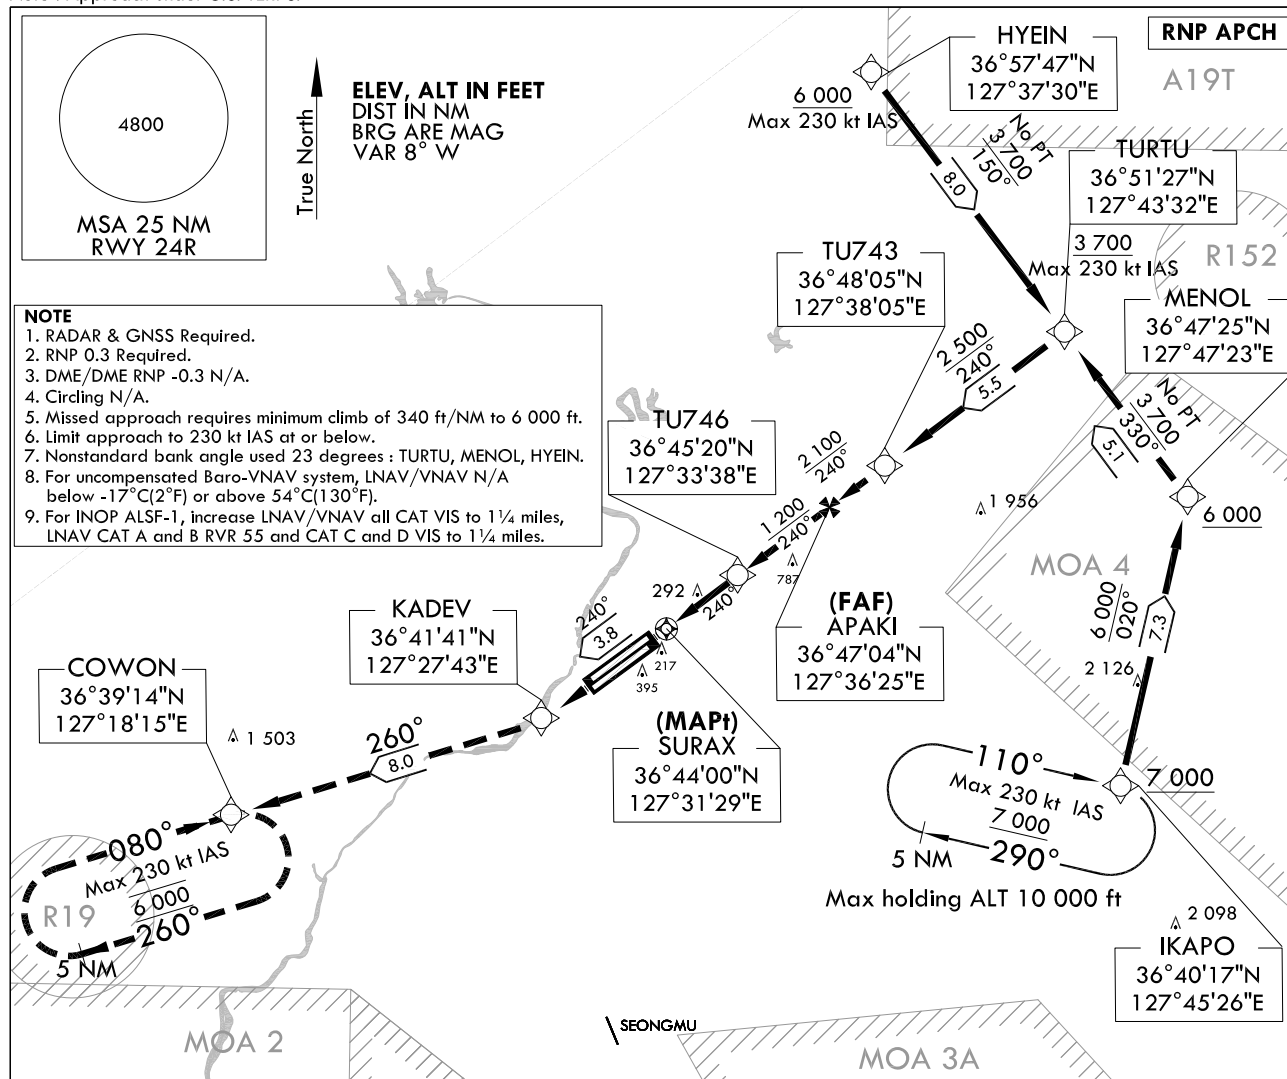 RNP APCH
HYEIN
36°57'47"N
127°37'30"E
A19T
4800
MSA 25 NM
RWY 24R
True North
ELEV, ALT IN FEET
DIST IN NM
BRG ARE MAG
VAR 8° W
6 000
Max 230 kt IAS
No PT
3 700
150°
8.0
TURTU
36°51'27"N
127°43'32"E
3 700
Max 230 kt IAS
R152
TU743
36°48'05"N
127°38'05"E
MENOL
36°47'25"N
127°47'23"E
NOTE
1. RADAR & GNSS Required.
2. RNP 0.3 Required.
3. DME/DME RNP -0.3 N/A.
4. Circling N/A.
5. Missed approach requires minimum climb of 340 ft/NM to 6 000 ft.
6. Limit approach to 230 kt IAS at or below.
7. Nonstandard bank angle used 23 degrees : TURTU, MENOL, HYEIN.
8. For uncompensated Baro-VNAV system, LNAV/VNAV N/A
below -17°C(2°F) or above 54°C(130°F).
9. For INOP ALSF-1, increase LNAV/VNAV all CAT VIS to 1¼ miles,
LNAV CAT A and B RVR 55 and CAT C and D VIS to 1¼ miles.
2 500
240°
5.5
No PT
3 700
330°
5.1
TU746
36°45'20"N
127°33'38"E
2 100
240°
1 200
240°
1 956
6 000
MOA 4
787
292
240°
(FAF)
APAKI
36°47'04"N
127°36'25"E
6 000
020°
7.3
2 126
KADEV
36°41'41"N
127°27'43"E
240°
3.8
217
395
COWON
36°39'14"N
127°18'15"E
1 503
260°
8.0
(MAPt)
SURAX
36°44'00"N
127°31'29"E
110°
Max 230 kt IAS
7 000
290°
5 NM
7 000
Max holding ALT 10 000 ft
080°
Max 230 kt IAS
6 000
260°
R19
5 NM
2 098
IKAPO
36°40'17"N
127°45'26"E
SEONGMU
MOA 2
MOA 3A